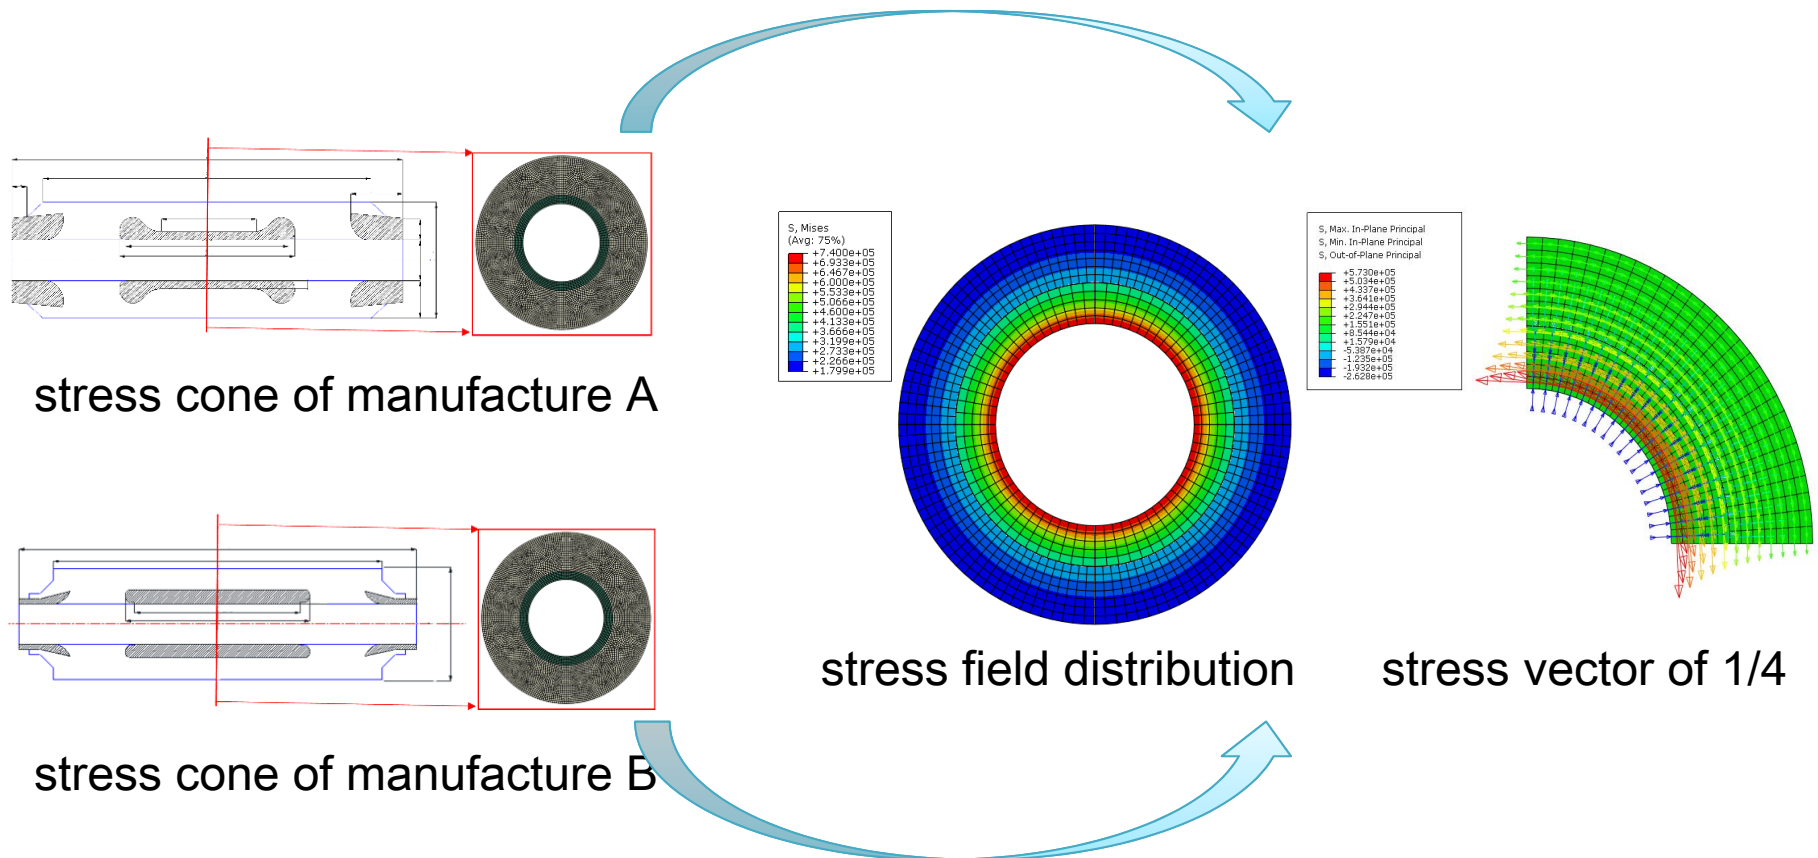 stress cone of manufacture A
stress cone of manufacture B
S, Mises
(Avg: 75%)
+7.400e+05
+6.933e+05
+6.467e+05
+6.000e+05
+5.533e+05
+5.066e+05
+4.600e+05
+4.133e+05
+3.666e+05
+3.199e+05
+2.733e+05
+2.266e+05
+1.799e+05
stress field distribution
S, Max. In-Plane Principal
S, Min. In-Plane Principal
S, Out-of-Plane Principal
+5.730e+05
+5.034e+05
+4.337e+05
+3.641e+05
+2.944e+05
+2.247e+05
+1.551e+05
+8.544e+04
+1.579e+04
-5.387e+04
-1.235e+05
-1.932e+05
-2.628e+05
stress vector of 1/4